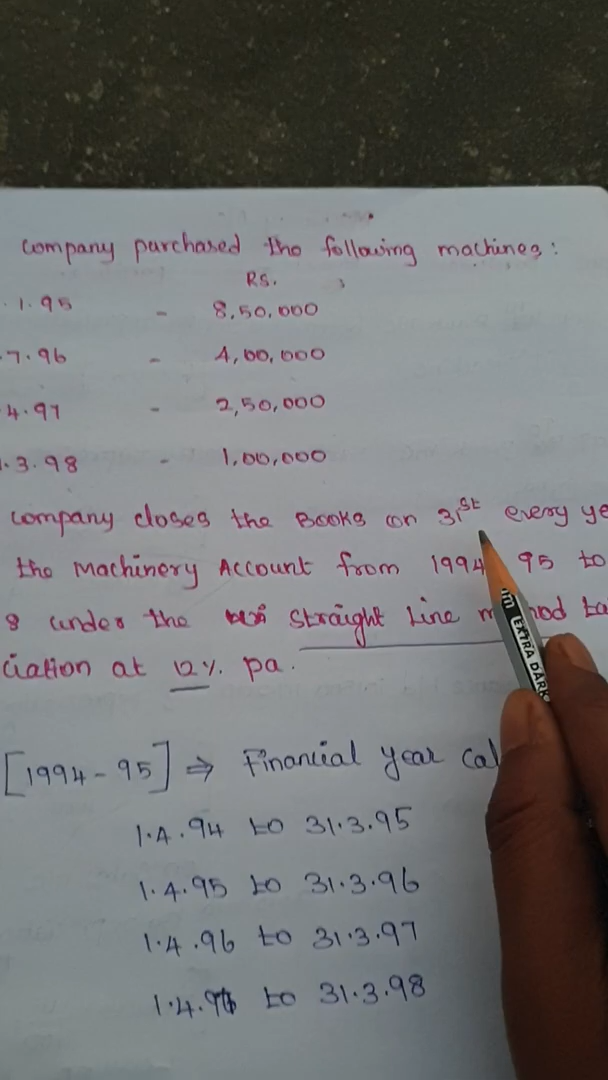 company purchased the following machines:
RS.
.1.95 - 8,50,000
.7.96 - 4,00,000
.4.97 - 2,50,000
.3.98 - 1,00,000
company closes the Books on 31st every ye
the Machinery Account from 1994 95 to
8 under the straight Line
ciation at 12% pa.
[1994-95] ⇒ Financial year cal
1.4.94 to 31.3.95
1.4.95 to 31.3.96
1.4.96 to 31.3.97
to 31.3.98
EXTRA DARK